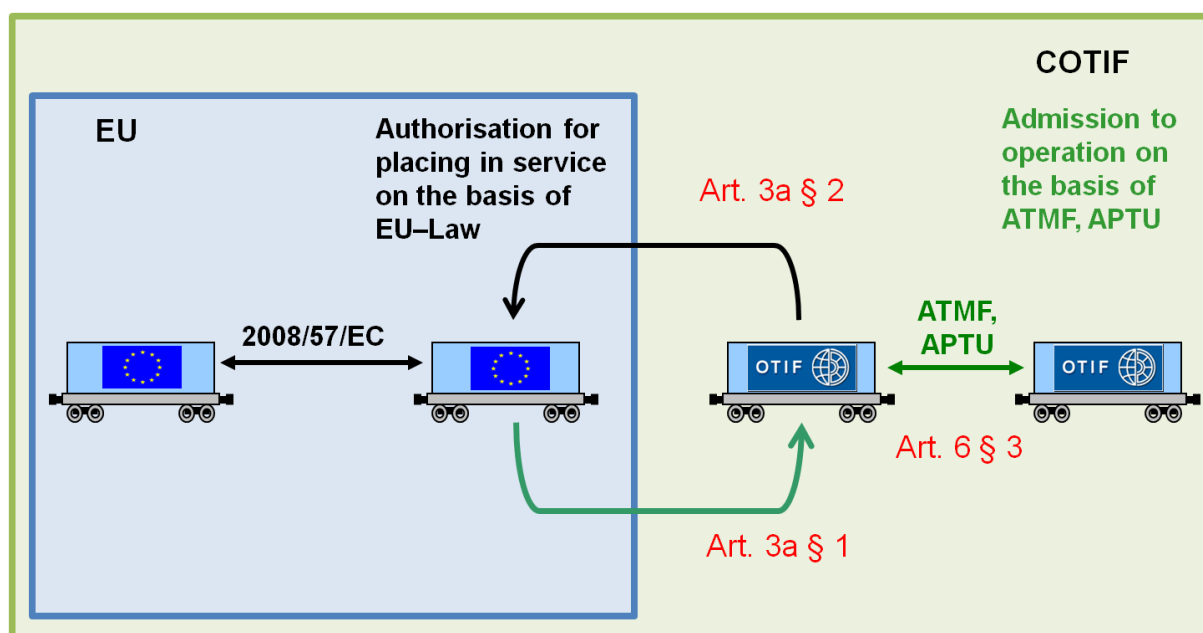 COTIF
EU
Authorisation for
placing in service
on the basis of
EU–Law
Admission to
operation on
the basis of
ATMF, APTU
Art. 3a § 2
2008/57/EC
ATMF,
APTU
OTIF
OTIF
Art. 6 § 3
Art. 3a § 1